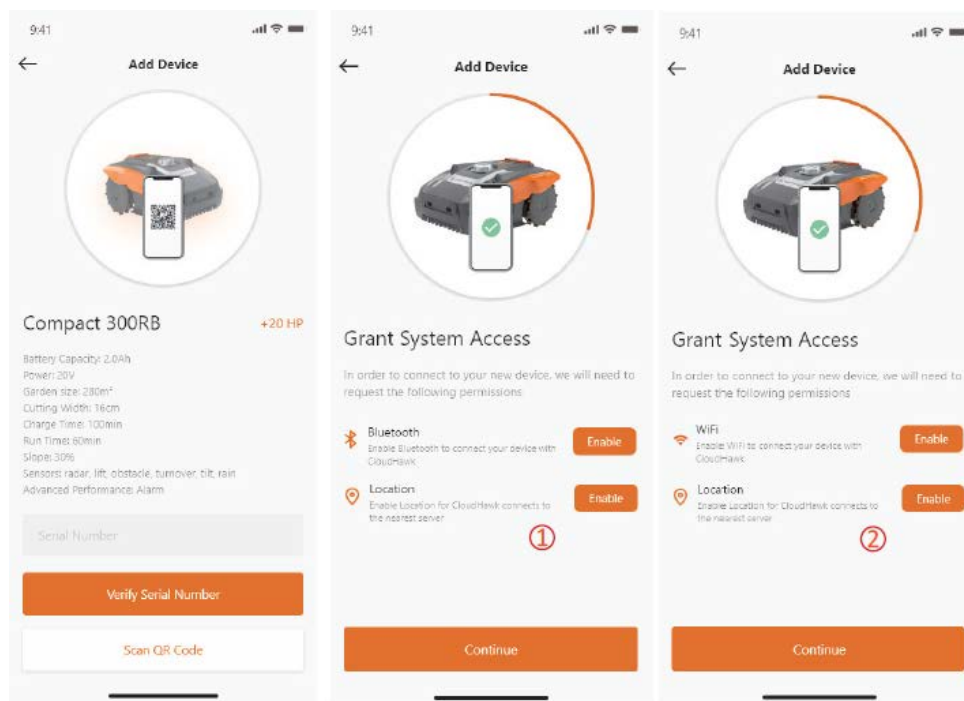 9:41
Add Device
Compact 300RB
+20 HP
Battery Capacity: 2.0Ah
Power: 20V
Garden size: 280m²
Cutting Width: 16cm
Charge Time: 100min
Run Time: 60min
Slope: 30%
Sensors: radar, lift, obstacle, turnover, tilt, rain
Advanced Performance: Alarm
Serial Number
Verify Serial Number
Scan QR Code
9:41
Add Device
Grant System Access
In order to connect to your new device, we will need to
request the following permissions
Bluetooth
Enable Bluetooth to connect your device with
CloudHawk
Enable
Location
Enable Location for CloudHawk connects to
the nearest server
Enable
①
Continue
9:41
Add Device
Grant System Access
In order to connect to your new device, we will need to
request the following permissions
WiFi
Enable WiFi to connect your device with
CloudHawk
Enable
Location
Enable Location for CloudHawk connects to
the nearest server
Enable
②
Continue